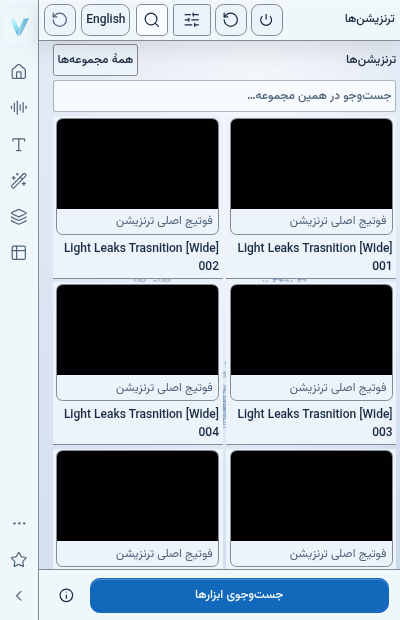 ترنزیشن‌ها
English
ترنزیشن‌ها
همهٔ مجموعه‌ها
جست‌وجو در همین مجموعه...
فوتیج اصلی ترنزیشن
Light Leaks Trasnition [Wide]
001
فوتیج اصلی ترنزیشن
Light Leaks Trasnition [Wide]
002
فوتیج اصلی ترنزیشن
Light Leaks Trasnition [Wide]
003
فوتیج اصلی ترنزیشن
Light Leaks Trasnition [Wide]
004
فوتیج اصلی ترنزیشن
فوتیج اصلی ترنزیشن
جست‌وجوی ابزارها